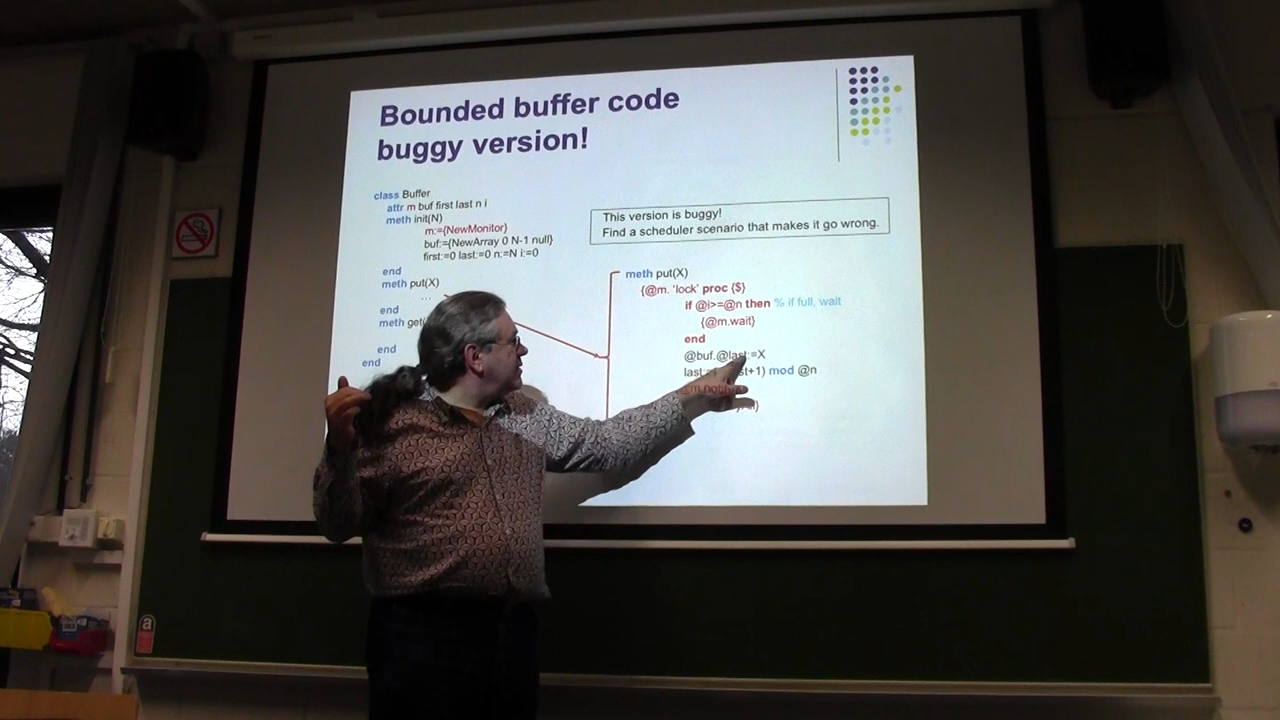 Bounded buffer code
buggy version!
class Buffer
attr m buf first last n i
meth init(N)
m:={NewMonitor}
buf:={NewArray 0 N-1 null}
first:=0 last:=0 n:=N i:=0
end
meth put(X)
...
end
meth
end
end
This version is buggy!
Find a scheduler scenario that makes it go wrong.
meth put(X)
{@m. 'lock' proc {$}
if @i>=@n then % if full, wait
{@m.wait}
end
@buf.@last:=X
mod @n
a